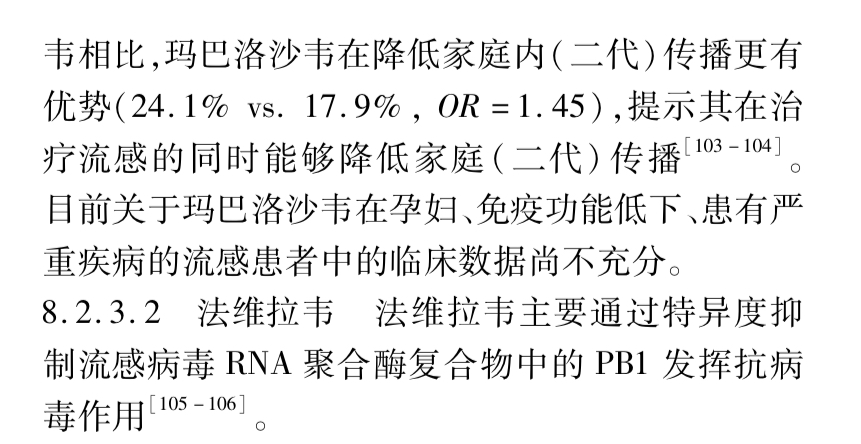 韦相比,玛巴洛沙韦在降低家庭内(二代)传播更有
优势(24.1% vs. 17.9%, OR=1.45),提示其在治
疗流感的同时能够降低家庭(二代)传播[103-104]。
目前关于玛巴洛沙韦在孕妇、免疫功能低下、患有严
重疾病的流感患者中的临床数据尚不充分。
8.2.3.2 法维拉韦 法维拉韦主要通过特异度抑
制流感病毒 RNA 聚合酶复合物中的 PB1 发挥抗病
毒作用[105-106]。